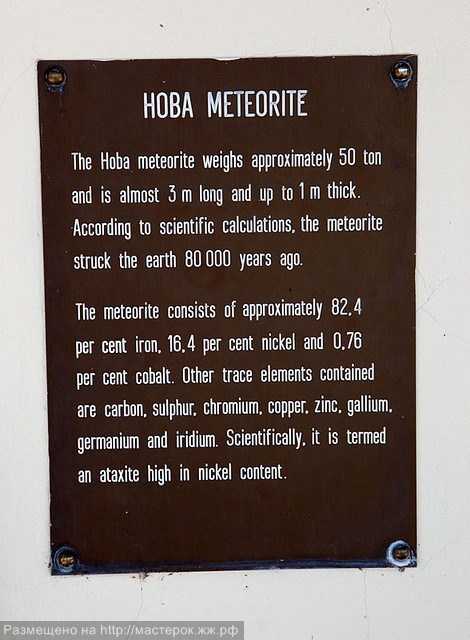 HOBA METEORITE
The Hoba meteorite weighs approximately 50 ton
and is almost 3 m long and up to 1 m thick.
According to scientific calculations, the meteorite
struck the earth 80 000 years ago.
The meteorite consists of approximately 82,4
per cent iron, 16,4 per cent nickel and 0,76
per cent cobalt. Other trace elements contained
are carbon, sulphur, chromium, copper, zinc, gallium,
germanium and iridium. Scientifically, it is termed
an ataxite high in nickel content.
Размещено на http://мастерок.жж.рф